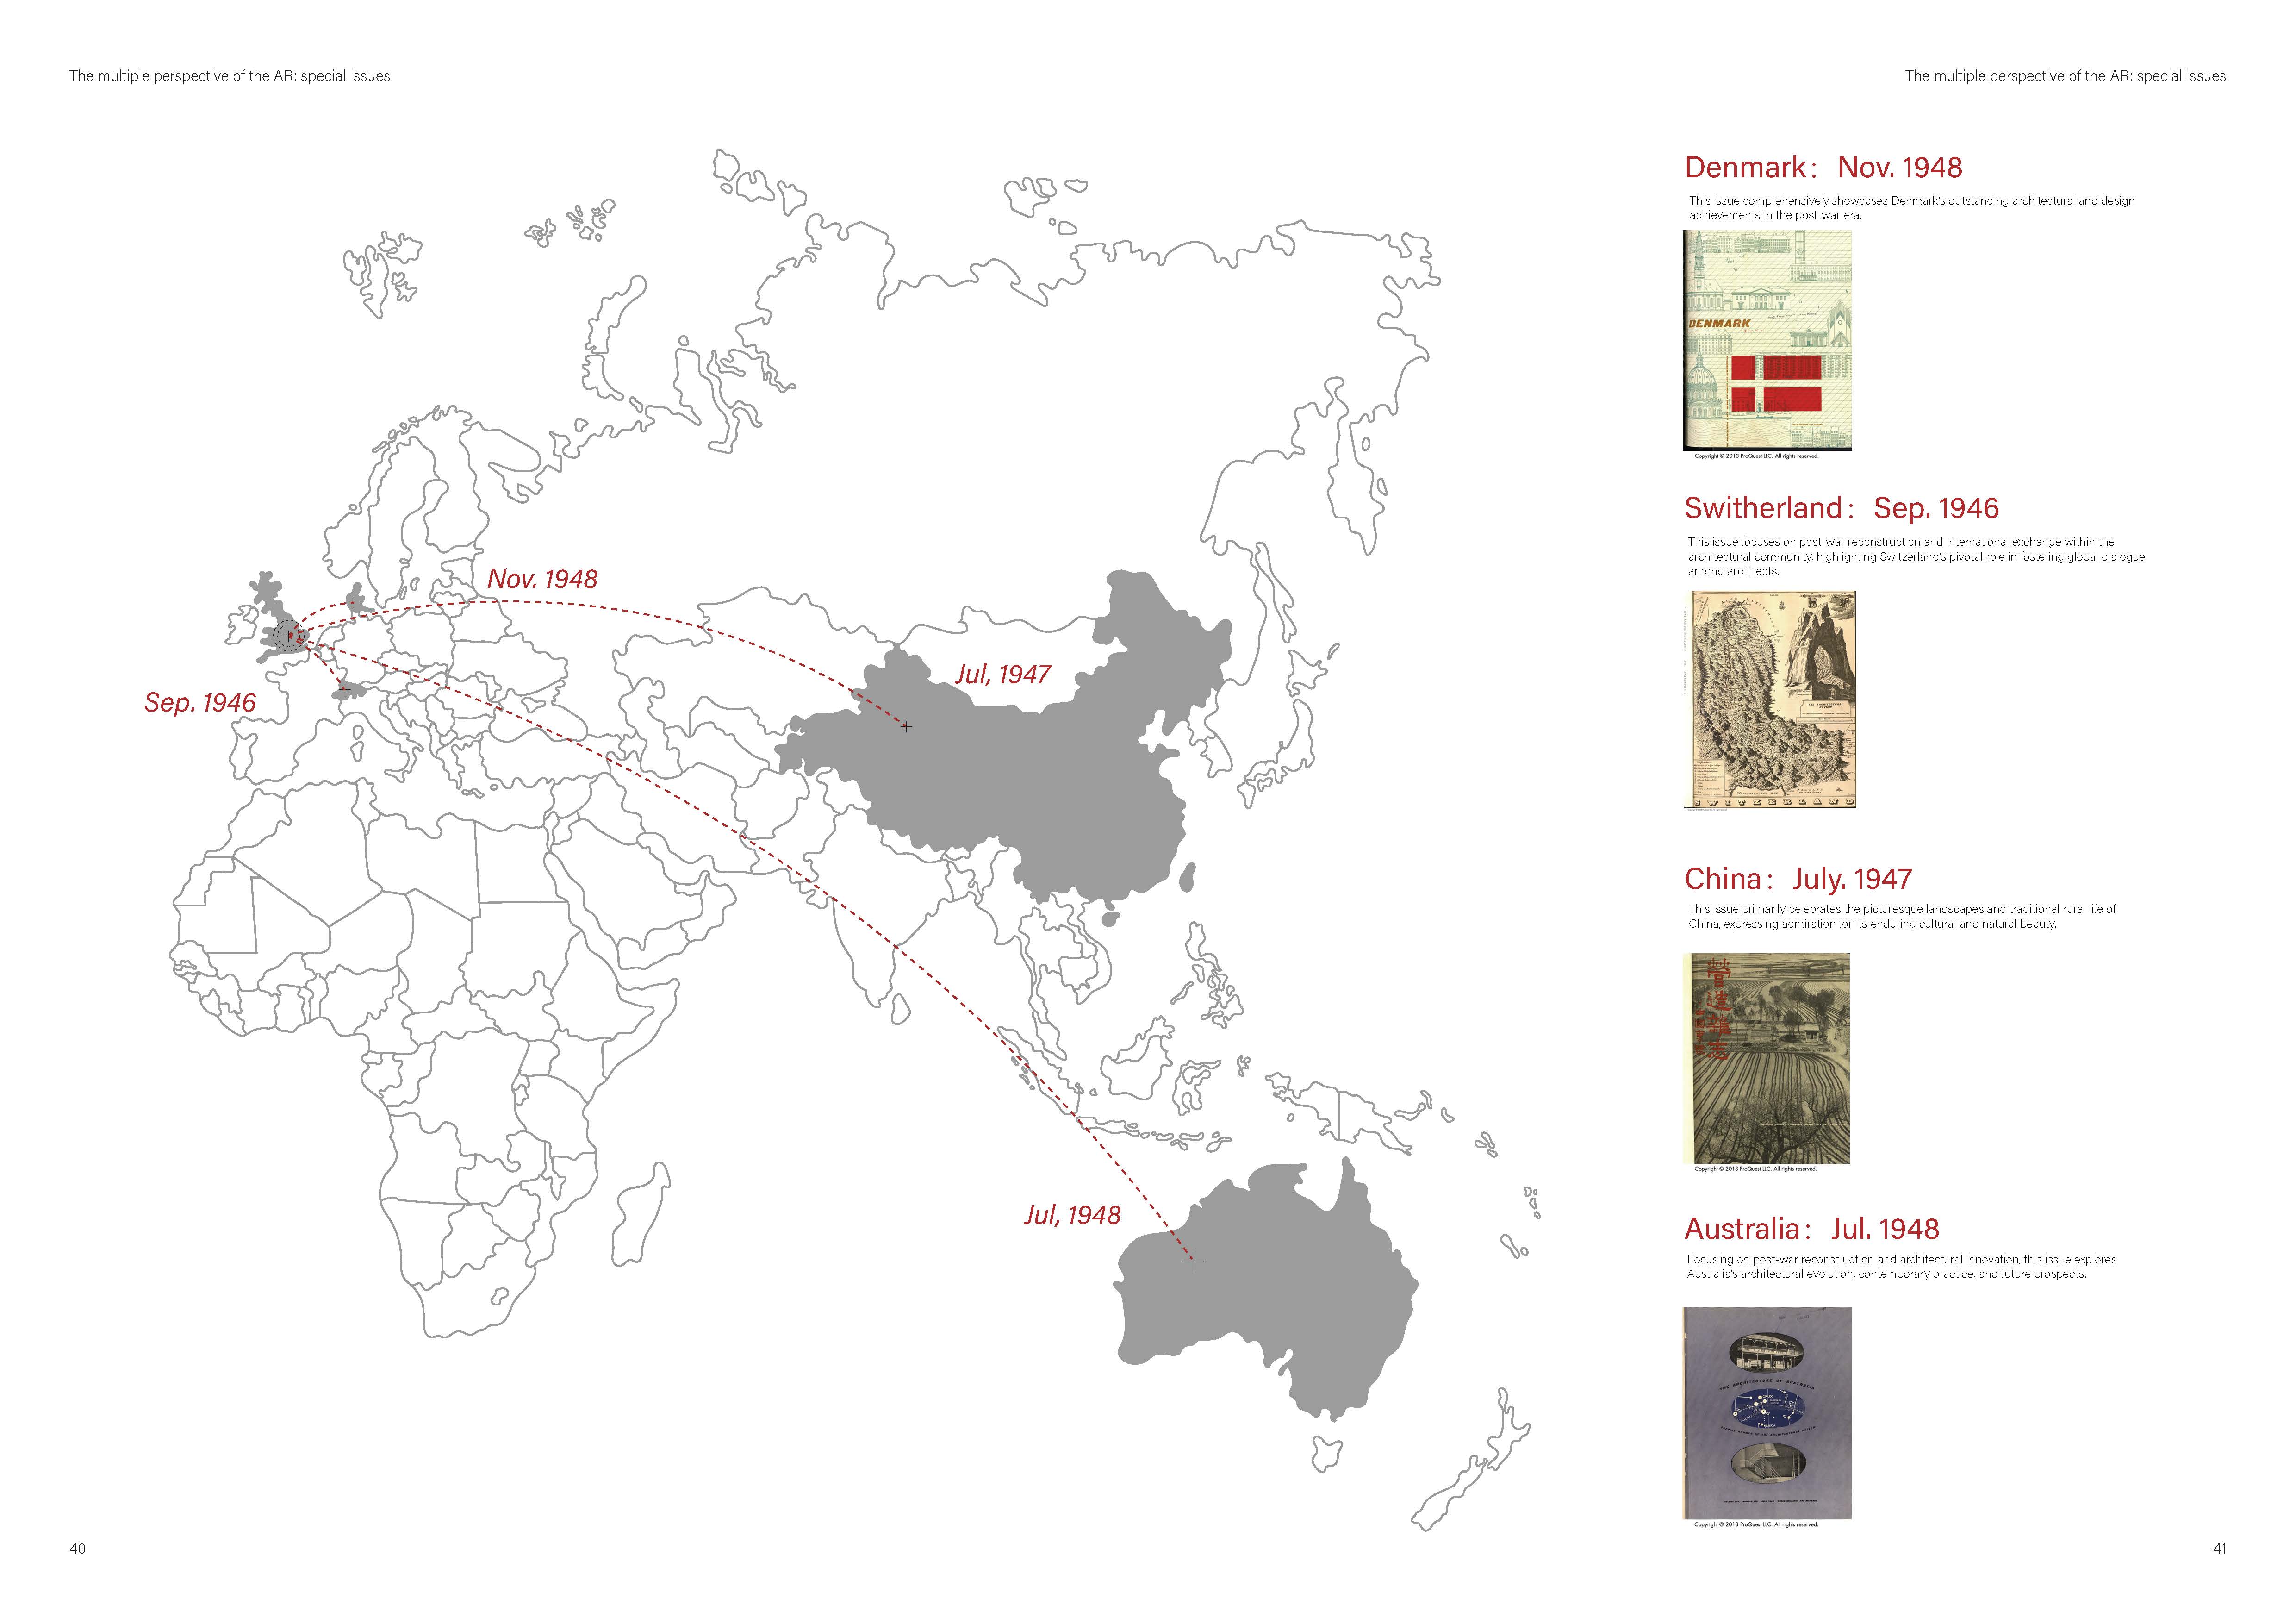 The multiple perspective of the AR: special issues
The multiple perspective of the AR: special issues
Nov. 1948
Jul, 1947
Sep. 1946
Jul, 1948
Denmark: Nov. 1948
This issue comprehensively showcases Denmark's outstanding architectural and design
achievements in the post-war era.
DENMARK
Copyright © 2013 ProQuest LLC. All rights reserved.
Switherland: Sep. 1946
This issue focuses on post-war reconstruction and international exchange within the
architectural community, highlighting Switzerland's pivotal role in fostering global dialogue
among architects.
THE ARCHITECTURAL
REVIEW
SWITZERLAND
China: July. 1947
This issue primarily celebrates the picturesque landscapes and traditional rural life of
China, expressing admiration for its enduring cultural and natural beauty.
營造雜志
Copyright © 2013 ProQuest LLC. All rights reserved.
Australia: Jul. 1948
Focusing on post-war reconstruction and architectural innovation, this issue explores
Australia's architectural evolution, contemporary practice, and future prospects.
THE ARCHITECTURE OF AUSTRALIA
Copyright © 2013 ProQuest LLC. All rights reserved.
40
41